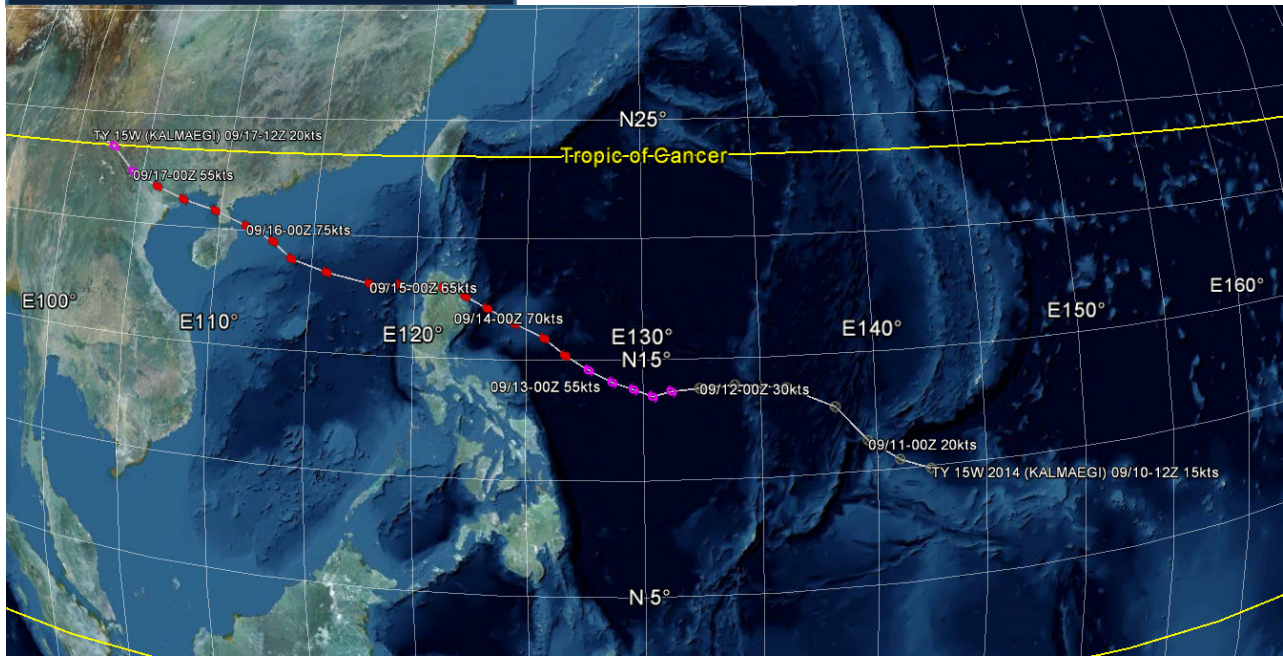 N25°
TY 15W (KALMAEGI) 09/17-12Z 20kts
Tropic of Cancer
09/17-00Z 55kts
09/16-00Z 75kts
09/15-00Z 65kts
E160°
E100°
E150°
E110°
09/14-00Z 70kts
E120°
E130°
E140°
N15°
09/13-00Z 55kts
09/12-00Z 30kts
09/11-00Z 20kts
TY 15W 2014 (KALMAEGI) 09/10-12Z 15kts
N 5°